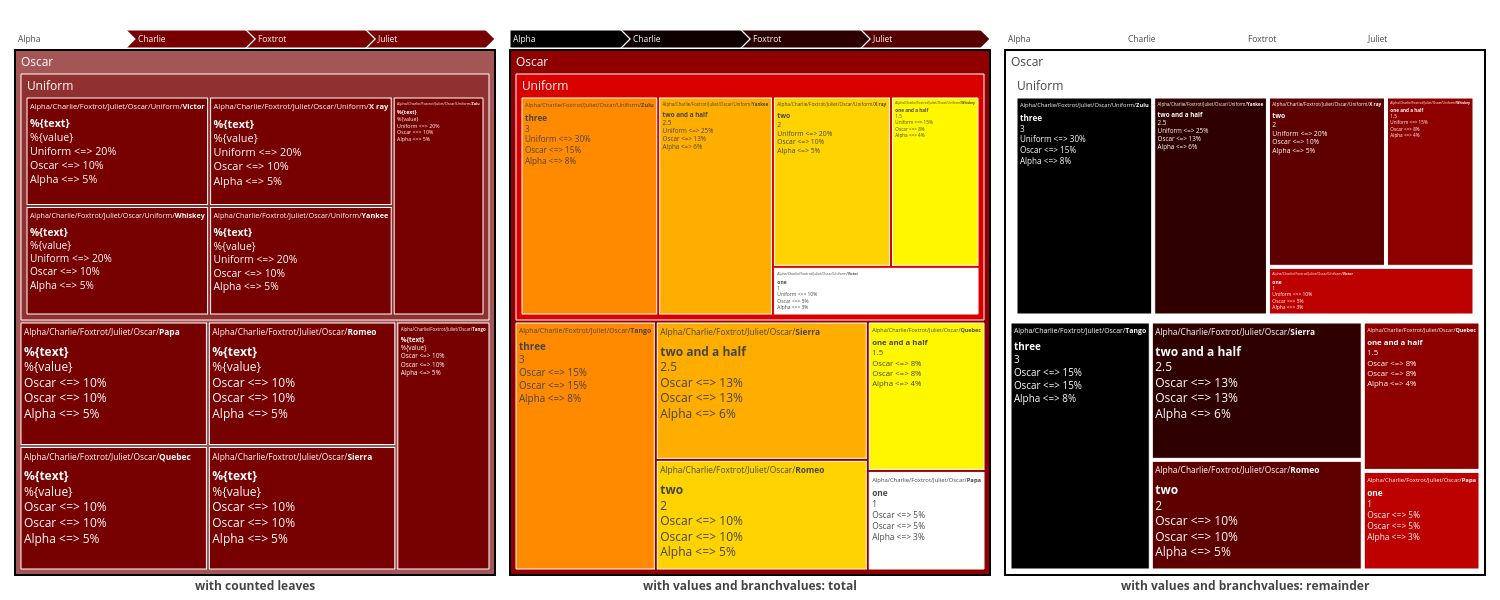 Alpha
Charlie
Foxtrot
Juliet
Oscar
Uniform
Alpha/Charlie/Foxtrot/Juliet/Oscar/Uniform/Victor
%{text}
%{value}
Uniform <=> 20%
Oscar <=> 10%
Alpha <=> 5%
Alpha/Charlie/Foxtrot/Juliet/Oscar/Uniform/X ray
%{text}
%{value}
Uniform <=> 20%
Oscar <=> 10%
Alpha <=> 5%
Alpha/Charlie/Foxtrot/Juliet/Oscar/Uniform/Zulu
%{text}
%{value}
Uniform <=> 20%
Oscar <=> 10%
Alpha <=> 5%
Alpha/Charlie/Foxtrot/Juliet/Oscar/Uniform/Whiskey
%{text}
%{value}
Uniform <=> 20%
Oscar <=> 10%
Alpha <=> 5%
Alpha/Charlie/Foxtrot/Juliet/Oscar/Uniform/Yankee
%{text}
%{value}
Uniform <=> 20%
Oscar <=> 10%
Alpha <=> 5%
Alpha/Charlie/Foxtrot/Juliet/Oscar/Papa
%{text}
%{value}
Oscar <=> 10%
Oscar <=> 10%
Alpha <=> 5%
Alpha/Charlie/Foxtrot/Juliet/Oscar/Romeo
%{text}
%{value}
Oscar <=> 10%
Oscar <=> 10%
Alpha <=> 5%
Alpha/Charlie/Foxtrot/Juliet/Oscar/Tango
%{text}
%{value}
Oscar <=> 10%
Oscar <=> 10%
Alpha <=> 5%
Alpha/Charlie/Foxtrot/Juliet/Oscar/Quebec
%{text}
%{value}
Oscar <=> 10%
Oscar <=> 10%
Alpha <=> 5%
Alpha/Charlie/Foxtrot/Juliet/Oscar/Sierra
%{text}
%{value}
Oscar <=> 10%
Oscar <=> 10%
Alpha <=> 5%
with counted leaves
Alpha
Charlie
Foxtrot
Juliet
Oscar
Uniform
Alpha/Charlie/Foxtrot/Juliet/Oscar/Uniform/Zulu
three
3
Uniform <=> 30%
Oscar <=> 15%
Alpha <=> 8%
Alpha/Charlie/Foxtrot/Juliet/Oscar/Uniform/Yankee
two and a half
2.5
Uniform <=> 25%
Oscar <=> 13%
Alpha <=> 6%
Alpha/Charlie/Foxtrot/Juliet/Oscar/Uniform/X ray
two
2
Uniform <=> 20%
Oscar <=> 10%
Alpha <=> 5%
Alpha/Charlie/Foxtrot/Juliet/Oscar/Uniform/Whiskey
one and a half
1.5
Uniform <=> 15%
Oscar <=> 8%
Alpha <=> 4%
Alpha/Charlie/Foxtrot/Juliet/Oscar/Uniform/Victor
one
1
Uniform <=> 10%
Oscar <=> 5%
Alpha <=> 3%
Alpha/Charlie/Foxtrot/Juliet/Oscar/Tango
three
3
Oscar <=> 15%
Oscar <=> 15%
Alpha <=> 8%
Alpha/Charlie/Foxtrot/Juliet/Oscar/Sierra
two and a half
2.5
Oscar <=> 13%
Oscar <=> 13%
Alpha <=> 6%
Alpha/Charlie/Foxtrot/Juliet/Oscar/Quebec
one and a half
1.5
Oscar <=> 8%
Oscar <=> 8%
Alpha <=> 4%
Alpha/Charlie/Foxtrot/Juliet/Oscar/Romeo
two
2
Oscar <=> 10%
Oscar <=> 10%
Alpha <=> 5%
Alpha/Charlie/Foxtrot/Juliet/Oscar/Papa
one
1
Oscar <=> 5%
Oscar <=> 5%
Alpha <=> 3%
with values and branchvalues: total
Alpha
Charlie
Foxtrot
Juliet
Oscar
Uniform
Alpha/Charlie/Foxtrot/Juliet/Oscar/Uniform/Zulu
three
3
Uniform <=> 30%
Oscar <=> 15%
Alpha <=> 8%
Alpha/Charlie/Foxtrot/Juliet/Oscar/Uniform/Yankee
two and a half
2.5
Uniform <=> 25%
Oscar <=> 13%
Alpha <=> 6%
Alpha/Charlie/Foxtrot/Juliet/Oscar/Uniform/X ray
two
2
Uniform <=> 20%
Oscar <=> 10%
Alpha <=> 5%
Alpha/Charlie/Foxtrot/Juliet/Oscar/Uniform/Whiskey
one and a half
1.5
Uniform <=> 15%
Oscar <=> 8%
Alpha <=> 4%
Alpha/Charlie/Foxtrot/Juliet/Oscar/Uniform/Victor
one
1
Uniform <=> 10%
Oscar <=> 5%
Alpha <=> 3%
Alpha/Charlie/Foxtrot/Juliet/Oscar/Tango
three
3
Oscar <=> 15%
Oscar <=> 15%
Alpha <=> 8%
Alpha/Charlie/Foxtrot/Juliet/Oscar/Sierra
two and a half
2.5
Oscar <=> 13%
Oscar <=> 13%
Alpha <=> 6%
Alpha/Charlie/Foxtrot/Juliet/Oscar/Quebec
one and a half
1.5
Oscar <=> 8%
Oscar <=> 8%
Alpha <=> 4%
Alpha/Charlie/Foxtrot/Juliet/Oscar/Romeo
two
2
Oscar <=> 10%
Oscar <=> 10%
Alpha <=> 5%
Alpha/Charlie/Foxtrot/Juliet/Oscar/Papa
one
1
Oscar <=> 5%
Oscar <=> 5%
Alpha <=> 3%
with values and branchvalues: remainder